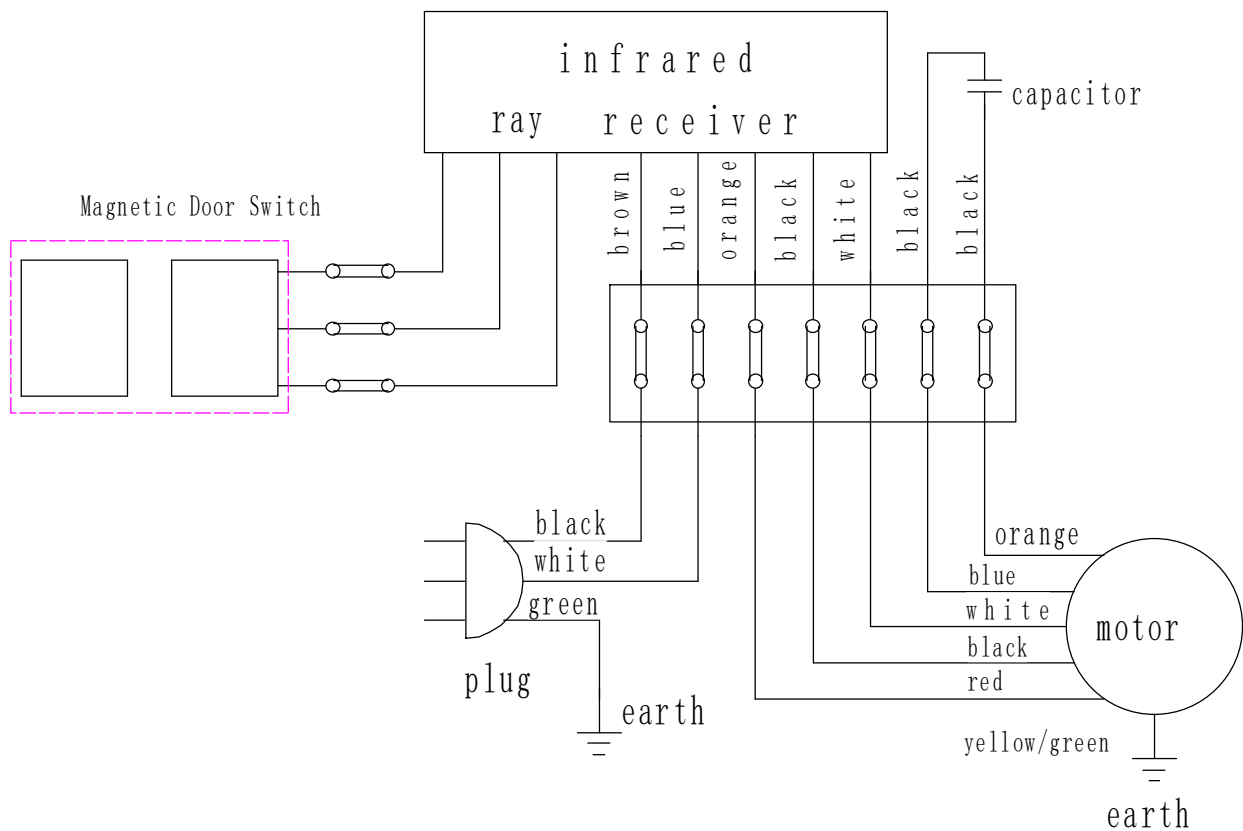 infrared
ray receiver
capacitor
Magnetic Door Switch
brown
blue
orange
black
white
black
black
black
white
green
plug
earth
orange
blue
white
black
red
motor
yellow/green
earth